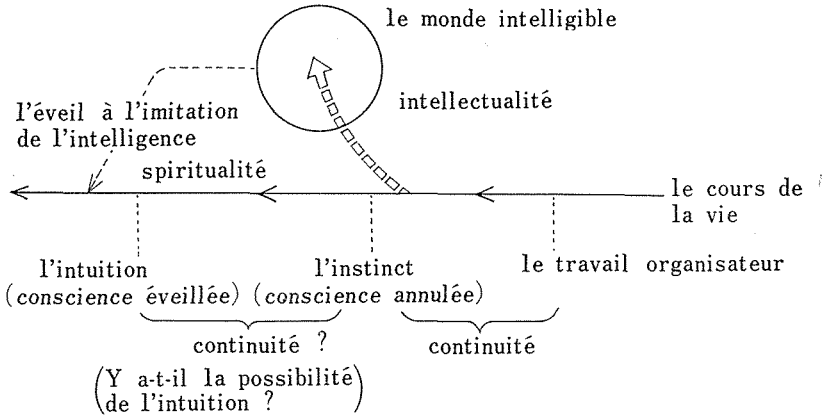 le monde intelligible
intellectualité
l'éveil à l'imitation
de l'intelligence
spiritualité
le cours de
la vie
l'intuition
(conscience éveillée)
l'instinct
(conscience annulée)
le travail organisateur
continuité ?
continuité
(Y a-t-il la possibilité
de l'intuition ?)